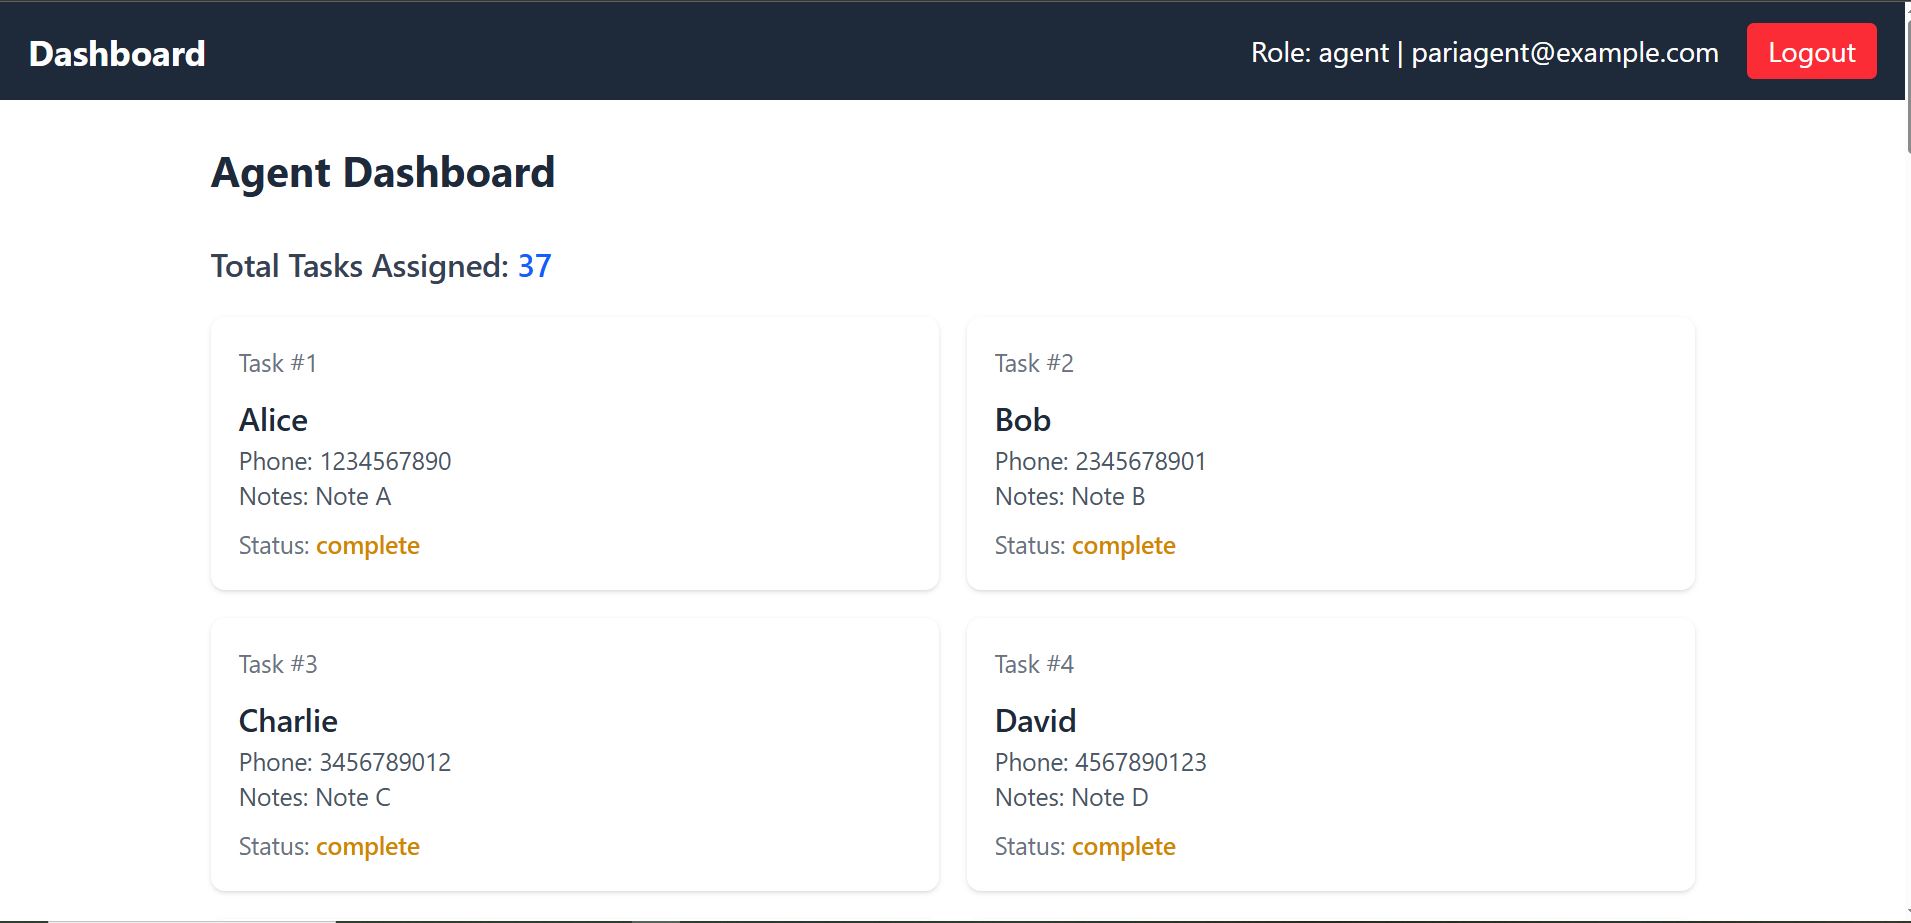 Dashboard
Role: agent | pariagent@example.com
Logout
Agent Dashboard
Total Tasks Assigned: 37
Task #1
Alice
Phone: 1234567890
Notes: Note A
Status: complete
Task #2
Bob
Phone: 2345678901
Notes: Note B
Status: complete
Task #3
Charlie
Phone: 3456789012
Notes: Note C
Status: complete
Task #4
David
Phone: 4567890123
Notes: Note D
Status: complete